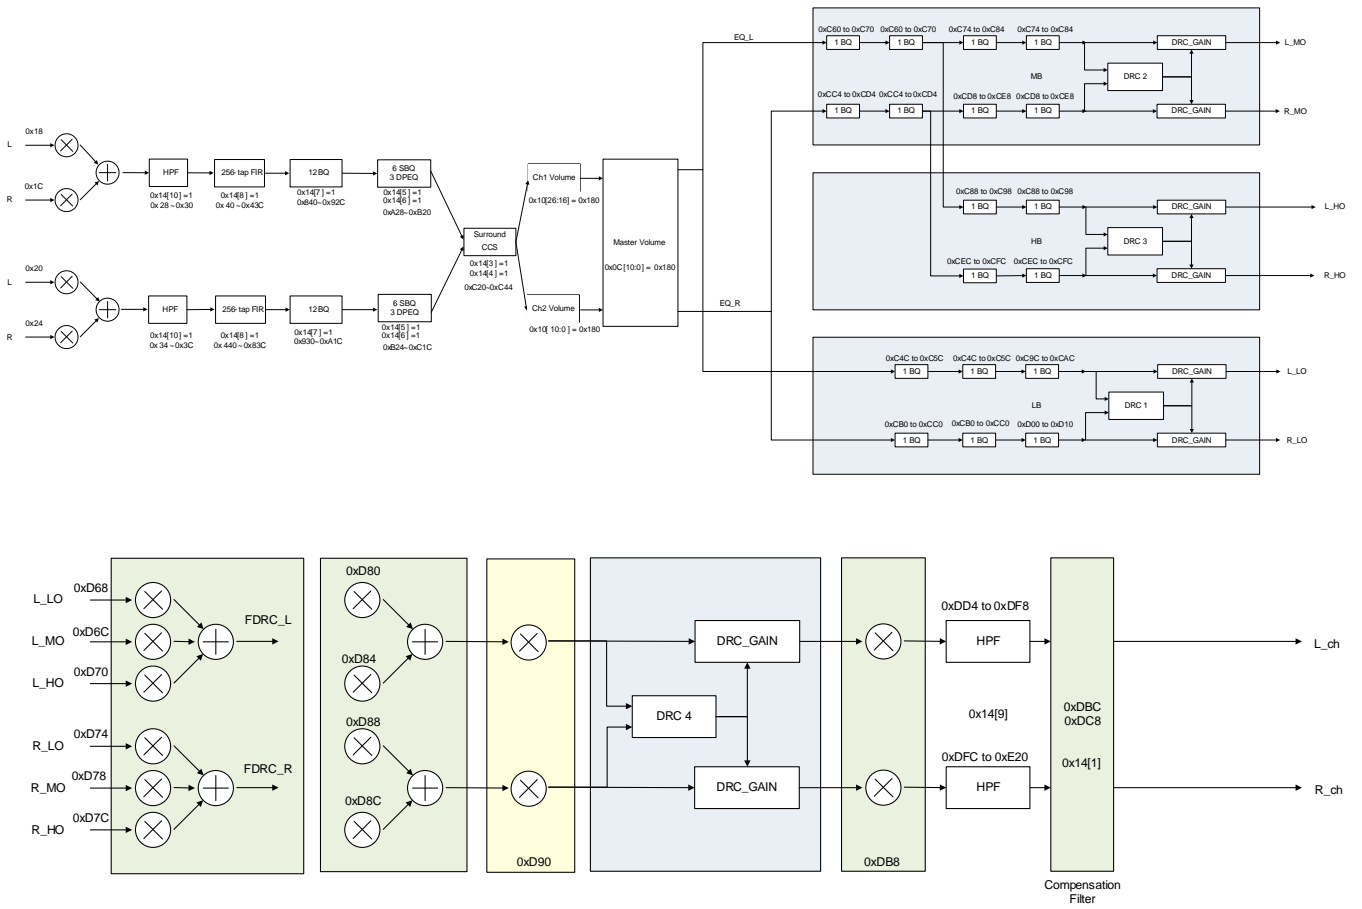 0xC60 to 0xC70 0xC60 to 0xC70 0xC74 to 0xC84 0xC74 to 0xC84
EQ_L
1 BQ 1 BQ 1 BQ 1 BQ DRC_GAIN L_MO
MB DRC 2
0xCC4 to 0xCD4 0xCC4 to 0xCD4 0xCD8 to 0xCE8 0xCD8 to 0xCE8
1 BQ 1 BQ 1 BQ 1 BQ DRC_GAIN R_MO
0xC88 to 0xC98 0xC88 to 0xC98
1 BQ 1 BQ DRC_GAIN L_HO
HB DRC 3
0xCEC to 0xCFC 0xCEC to 0xCFC
1 BQ 1 BQ DRC_GAIN R_HO
0xC4C to 0xC5C 0xC4C to 0xC5C 0xC9C to 0xCAC
1 BQ 1 BQ 1 BQ DRC_GAIN L_LO
LB DRC 1
0xCB0 to 0xCC0 0xCB0 to 0xCC0 0xD00 to 0xD10
1 BQ 1 BQ 1 BQ DRC_GAIN R_LO
0x18
L
0x1C
R
HPF
0x14[10] =1
0x 28 ~ 0x30
256- tap FIR
0x14[8] =1
0x 40 ~ 0x43C
12 BQ
0x14[7] =1
0x840~0x92C
6 SBQ
3 DPEQ
0x14[5] =1
0x14[6] =1
0xA28~0xB20
0x20
L
0x24
R
HPF
0x14[10] =1
0x 34 ~ 0x3C
256- tap FIR
0x14[8] =1
0x 440 ~ 0x83C
12 BQ
0x14[7] =1
0x930~0xA1C
6 SBQ
3 DPEQ
0x14[5] =1
0x14[6] =1
0xB24~0xC1C
Surround
CCS
0x14[3] =1
0x14[4] =1
0xC20~0xC44
Ch1 Volume
0x10[26:16] = 0x180
Ch2 Volume
0x10[ 10:0] = 0x180
Master Volume
0x0C [10:0] = 0x180
EQ_R
L_LO 0xD68
L_MO 0xD6C
L_HO 0xD70
FDRC_L
R_LO 0xD74
R_MO 0xD78
R_HO 0xD7C
FDRC_R
0xD80
0xD84
0xD88
0xD8C
0xD90
DRC_GAIN
DRC 4
DRC_GAIN
0xDB8
0xDD4 to 0xDF8
HPF
0x14[9]
0xDFC to 0xE20
HPF
0xDBC
0xDC8
0x14[1]
Compensation
Filter
L_ch
R_ch